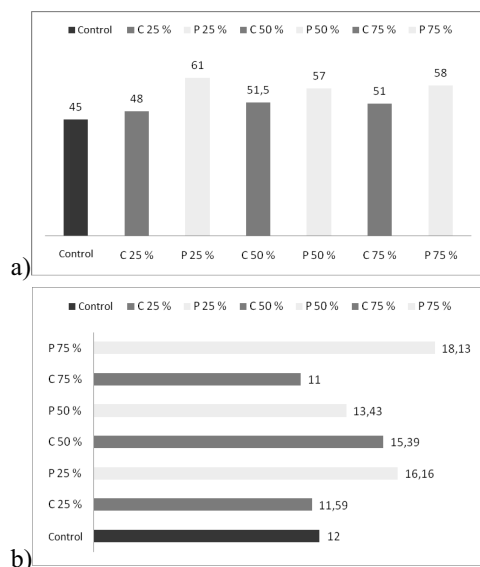 Control C 25 % P 25 % C 50 % P 50 % C 75 % P 75 %
61
58
57
51,5
51
48
45
Control C 25 % P 25 % C 50 % P 50 % C 75 % P 75 %
a)
Control C 25 % P 25 % C 50 % P 50 % C 75 % P 75 %
P 75 % 18,13
C 75 % 11
P 50 % 13,43
C 50 % 15,39
P 25 % 16,16
C 25 % 11,59
Control 12
b)